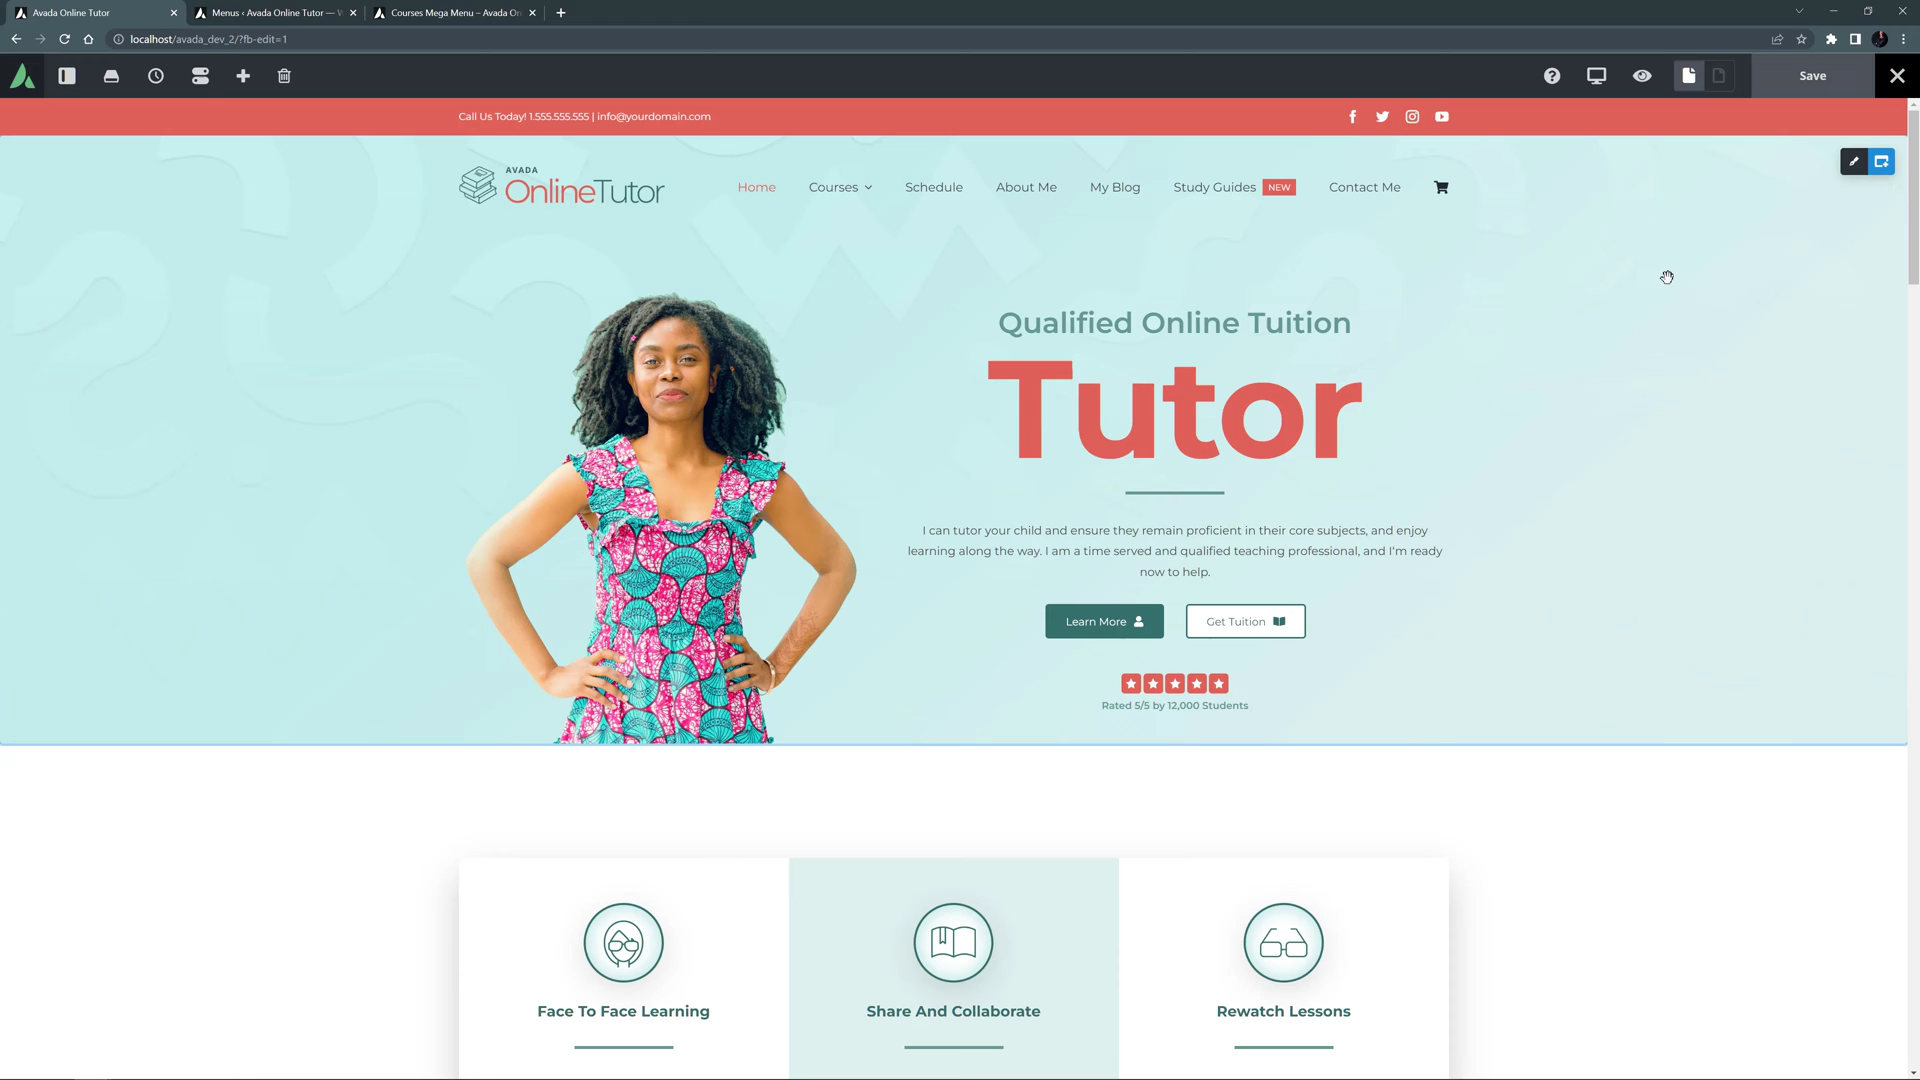 Avada Online Tutor
Menus ‹ Avada Online Tutor — W
Courses Mega Menu – Avada On
localhost/avada_dev_2/?fb-edit=1
Save
Call Us Today! 1.555.555.555 | info@yourdomain.com
AVADA
OnlineTutor
Home
Courses
Schedule
About Me
My Blog
Study Guides
NEW
Contact Me
Qualified Online Tuition
Tutor
I can tutor your child and ensure they remain proficient in their core subjects, and enjoy
learning along the way. I am a time served and qualified teaching professional, and I'm ready
now to help.
Learn More
Get Tuition
Rated 5/5 by 12,000 Students
Face To Face Learning
Share And Collaborate
Rewatch Lessons